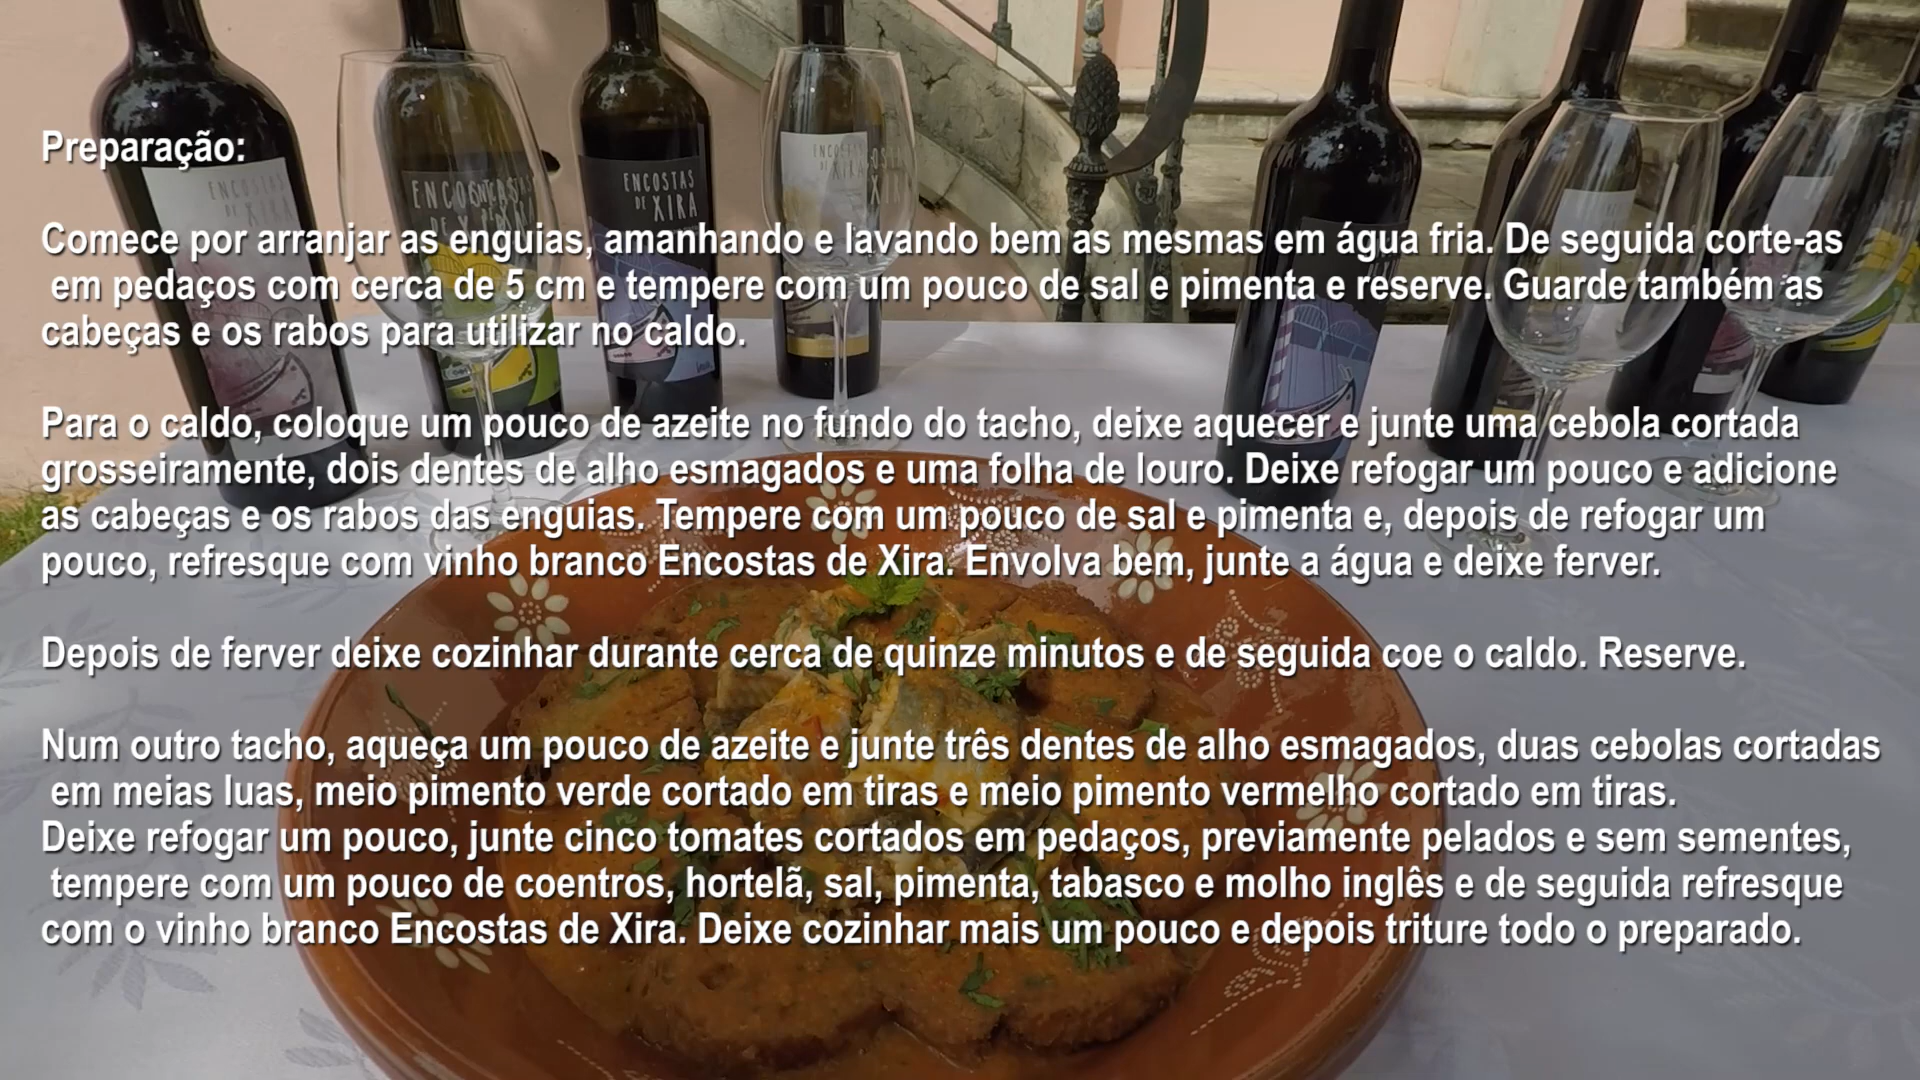 Preparação:
Comece por arranjar as enguias, amanhando e lavando bem as mesmas em água fria. De seguida corte-as
em pedaços com cerca de 5 cm e tempere com um pouco de sal e pimenta e reserve. Guarde também as
cabeças e os rabos para utilizar no caldo.
Para o caldo, coloque um pouco de azeite no fundo do tacho, deixe aquecer e junte uma cebola cortada
grosseiramente, dois dentes de alho esmagados e uma folha de louro. Deixe refogar um pouco e adicione
as cabeças e os rabos das enguias. Tempere com um pouco de sal e pimenta e, depois de refogar um
pouco, refresque com vinho branco Encostas de Xira. Envolva bem, junte a água e deixe ferver.
Depois de ferver deixe cozinhar durante cerca de quinze minutos e de seguida coe o caldo. Reserve.
Num outro tacho, aqueça um pouco de azeite e junte três dentes de alho esmagados, duas cebolas cortadas
em meias luas, meio pimento verde cortado em tiras e meio pimento vermelho cortado em tiras.
Deixe refogar um pouco, junte cinco tomates cortados em pedaços, previamente pelados e sem sementes,
tempere com um pouco de coentros, hortelã, sal, pimenta, tabasco e molho inglês e de seguida refresque
com o vinho branco Encostas de Xira. Deixe cozinhar mais um pouco e depois triture todo o preparado.
ENCOSTAS
DE XIRA
ENCOSTAS
DE XIRA